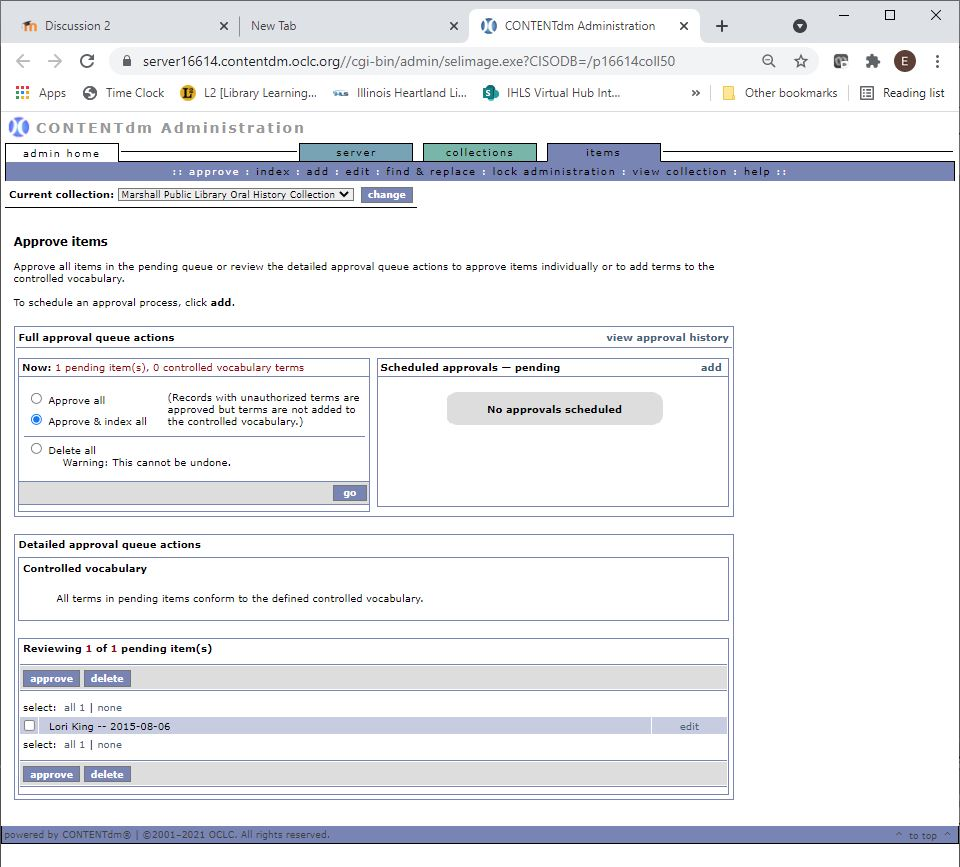 Discussion 2
New Tab
CONTENTdm Administration
server16614.contentdm.oclc.org//cgi-bin/admin/selimage.exe?CISODB=/p16614coll50
E
Apps
Time Clock
L2 [Library Learning...
Illinois Heartland Li...
IHLS Virtual Hub Int...
»
Other bookmarks
Reading list
CONTENTdm Administration
admin home
server
collections
items
:: approve : index : add : edit : find & replace : lock administration : view collection : help ::
Current collection: Marshall Public Library Oral History Collection change
Approve items
Approve all items in the pending queue or review the detailed approval queue actions to approve items individually or to add terms to the
controlled vocabulary.
To schedule an approval process, click add.
Full approval queue actions
view approval history
Now: 1 pending item(s), 0 controlled vocabulary terms
Approve all
Approve & index all
(Records with unauthorized terms are
approved but terms are not added to
the controlled vocabulary.)
Delete all
Warning: This cannot be undone.
go
Scheduled approvals — pending
add
No approvals scheduled
Detailed approval queue actions
Controlled vocabulary
All terms in pending items conform to the defined controlled vocabulary.
Reviewing 1 of 1 pending item(s)
approve delete
select: all 1 | none
Lori King -- 2015-08-06 edit
select: all 1 | none
approve delete
powered by CONTENTdm® | ©2001–2021 OCLC. All rights reserved.
^ to top ^